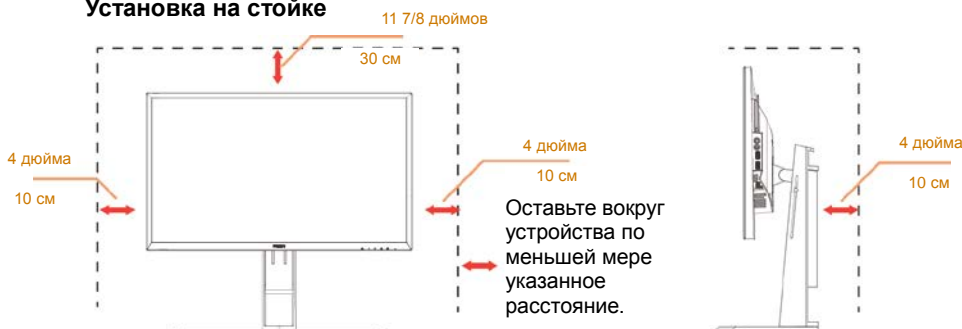 Установка на стойке
11 7/8 дюймов
30 см
4 дюйма
10 см
4 дюйма
10 см
Оставьте вокруг
устройства по
меньшей мере
указанное
расстояние.
4 дюйма
10 см